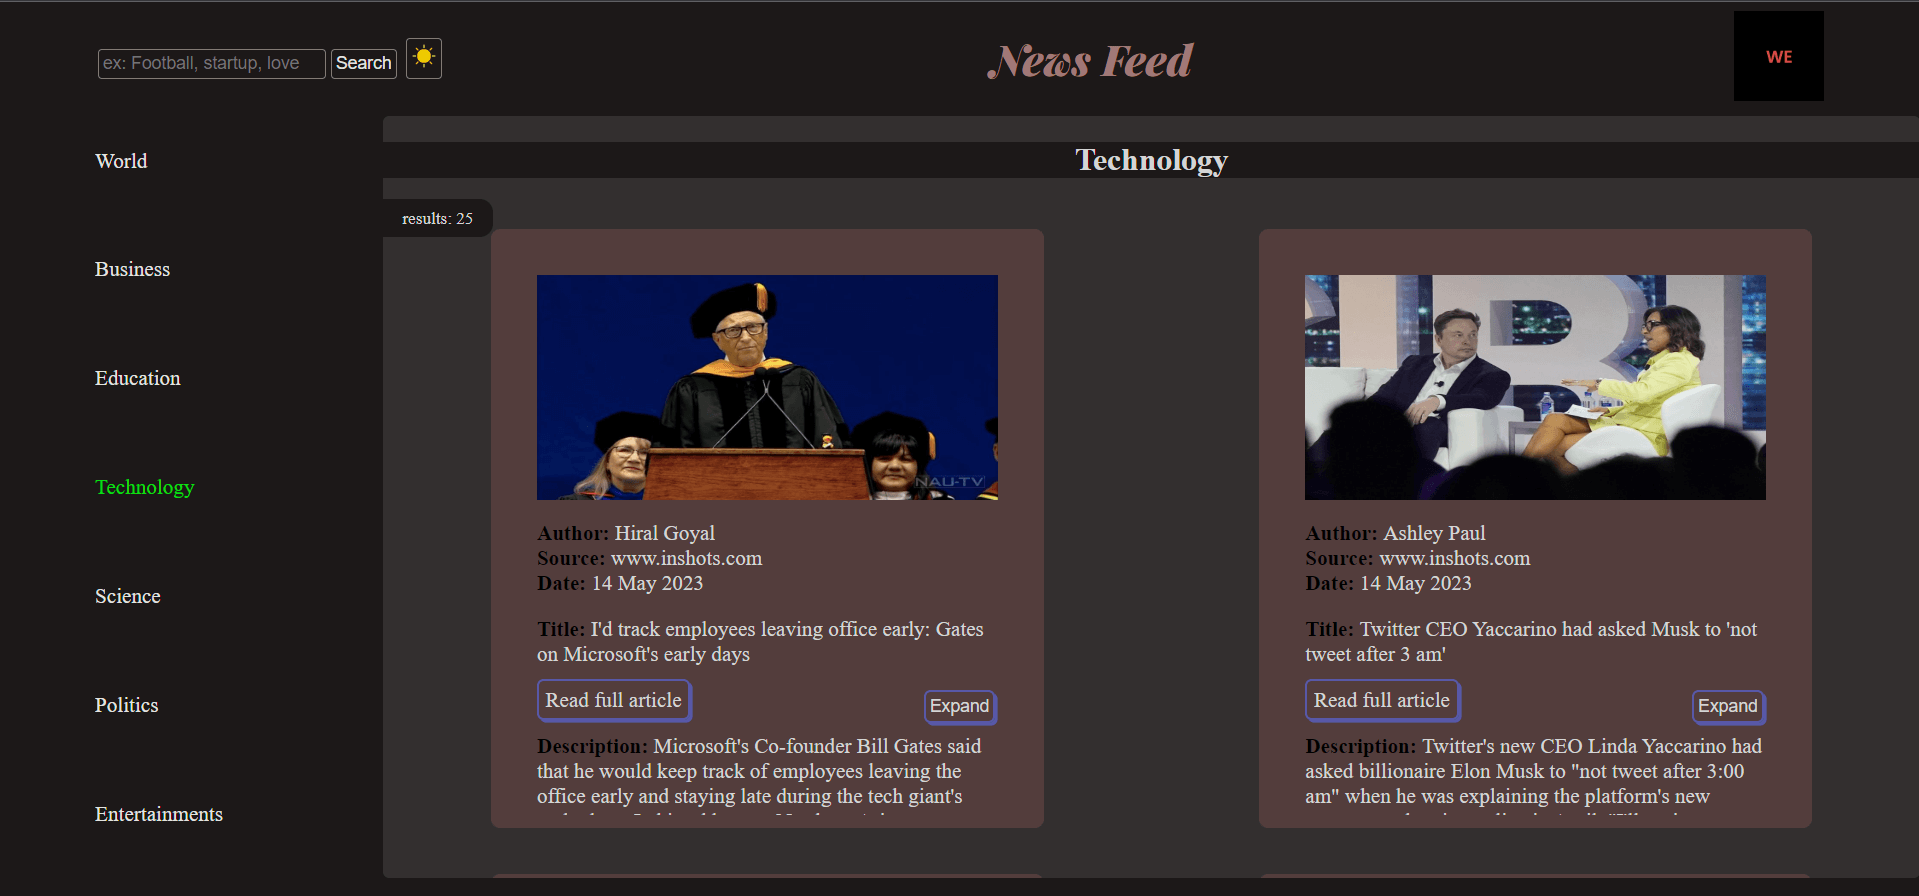 ex: Football, startup, love
Search
News Feed
WE
World
Business
Education
Technology
Science
Politics
Entertainments
Technology
results: 25
NAU-TV
Author: Hiral Goyal
Source: www.inshots.com
Date: 14 May 2023
Title: I'd track employees leaving office early: Gates
on Microsoft's early days
Read full article
Expand
Description: Microsoft's Co-founder Bill Gates said
that he would keep track of employees leaving the
office early and staying late during the tech giant's
Author: Ashley Paul
Source: www.inshots.com
Date: 14 May 2023
Title: Twitter CEO Yaccarino had asked Musk to 'not
tweet after 3 am'
Read full article
Expand
Description: Twitter's new CEO Linda Yaccarino had
asked billionaire Elon Musk to "not tweet after 3:00
am" when he was explaining the platform's new